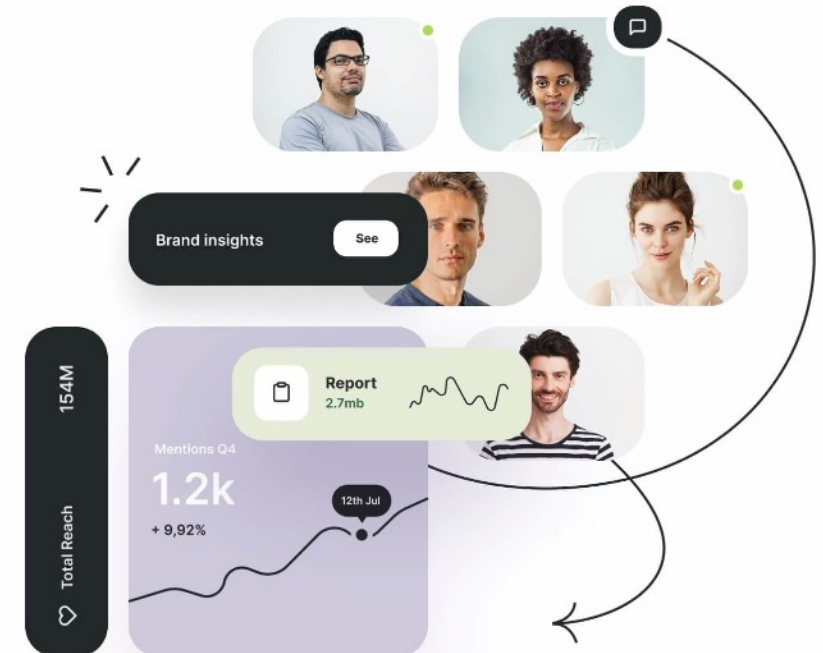 Brand insights
See
154M
Total Reach
Report
2.7mb
Mentions Q4
1.2k
+ 9,92%
12th Jul